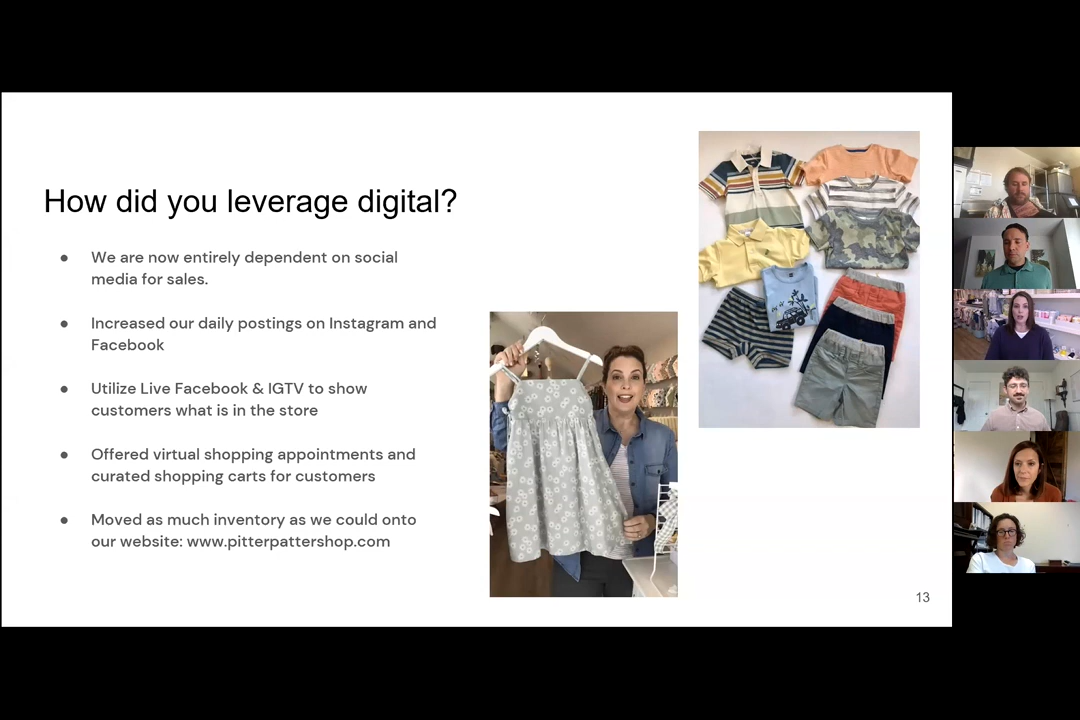 How did you leverage digital?
● We are now entirely dependent on social
media for sales.
● Increased our daily postings on Instagram and
Facebook
● Utilize Live Facebook & IGTV to show
customers what is in the store
● Offered virtual shopping appointments and
curated shopping carts for customers
● Moved as much inventory as we could onto
our website: www.pitterpattershop.com
13